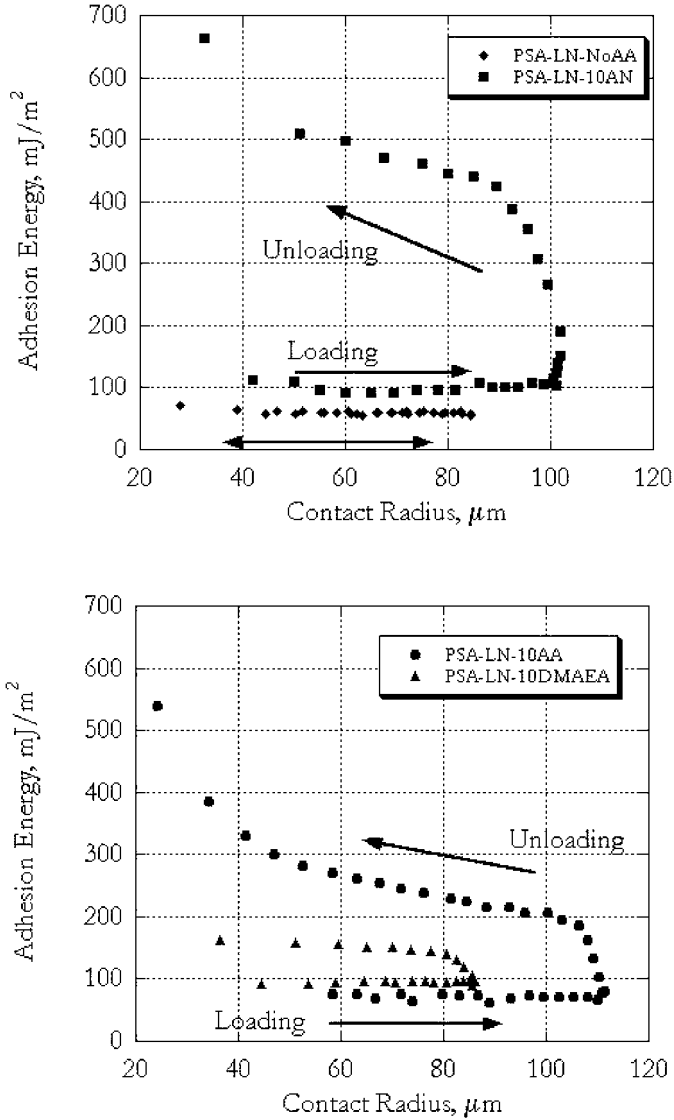 700
600
500
400
300
200
100
0
Adhesion Energy, mJ/m²
PSA-LN-NoAA
PSA-LN-10AN
Unloading
Loading
20 40 60 80 100 120
Contact Radius, μm
700
600
500
400
300
200
100
0
Adhesion Energy, mJ/m²
PSA-LN-10AA
PSA-LN-10DMAEA
Unloading
Loading
20 40 60 80 100 120
Contact Radius, μm